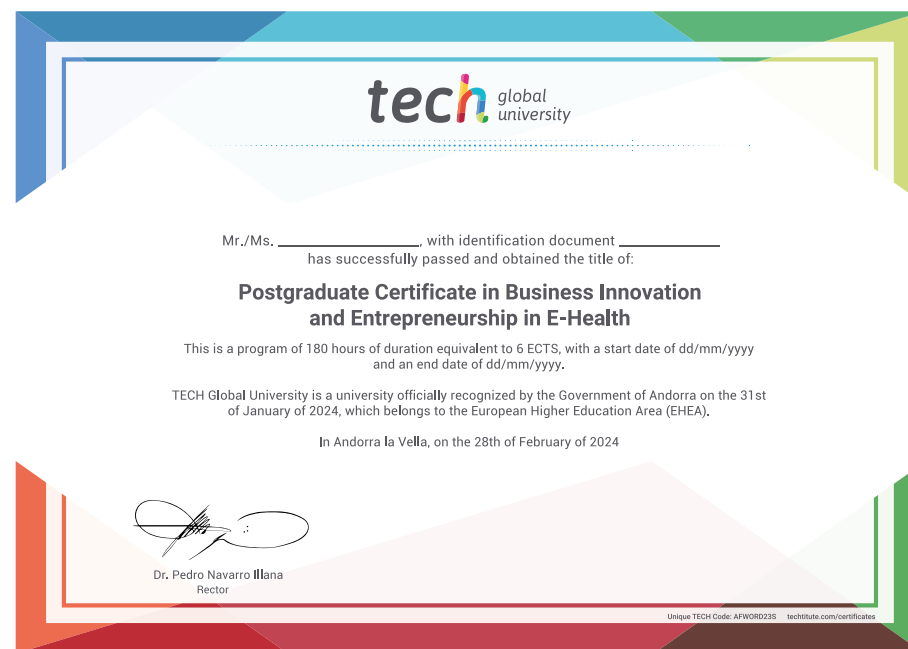 tech global
university
Mr./Ms. ____________, with identification document ____________
has successfully passed and obtained the title of:
Postgraduate Certificate in Business Innovation
and Entrepreneurship in E-Health
This is a program of 180 hours of duration equivalent to 6 ECTS, with a start date of dd/mm/yyyy
and an end date of dd/mm/yyyy.
TECH Global University is a university officially recognized by the Government of Andorra on the 31st
of January of 2024, which belongs to the European Higher Education Area (EHEA).
In Andorra la Vella, on the 28th of February of 2024
Dr. Pedro Navarro Illana
Rector
Unique TECH Code: AFWORD23S techtitute.com/certificates